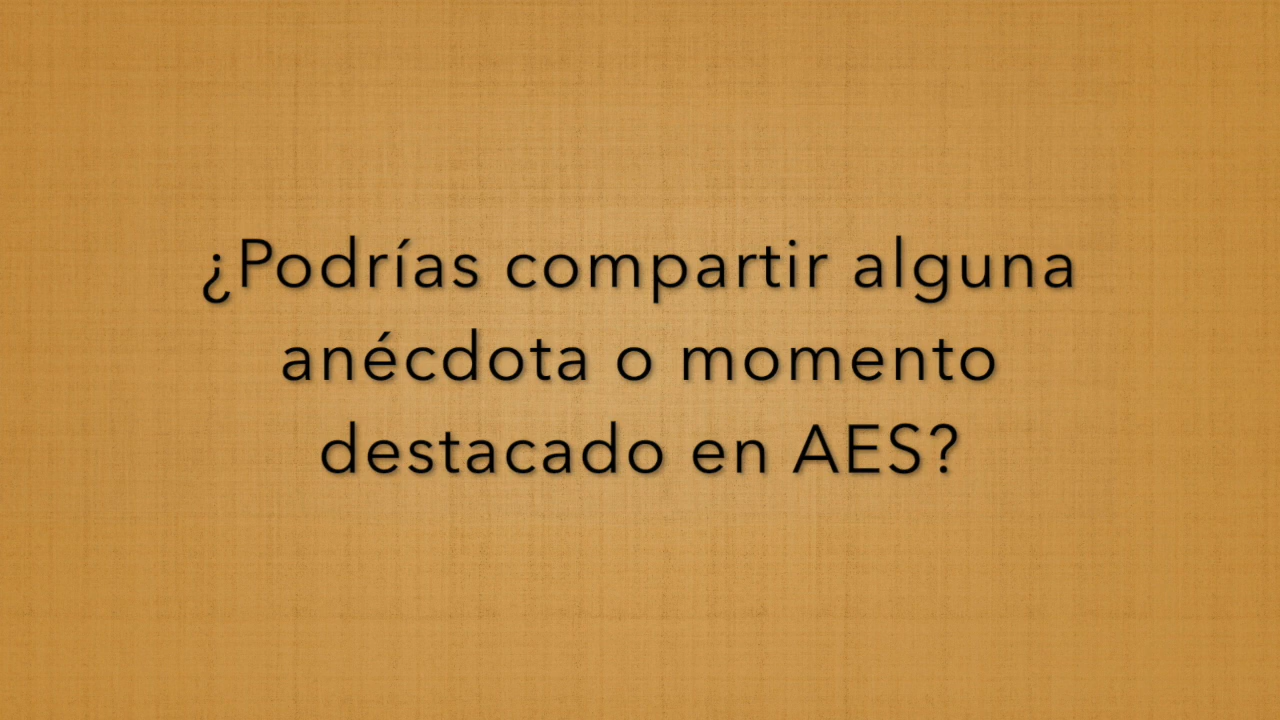 ¿Podrías compartir alguna
anécdota o momento
destacado en AES?